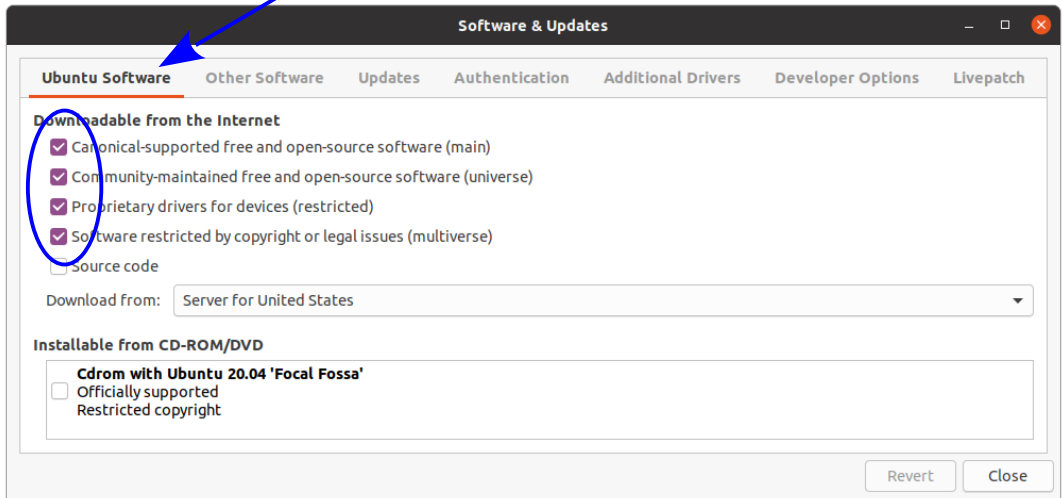 Software & Updates
Ubuntu Software Other Software Updates Authentication Additional Drivers Developer Options Livepatch
Downloadable from the Internet
Canonical-supported free and open-source software (main)
Community-maintained free and open-source software (universe)
Proprietary drivers for devices (restricted)
Software restricted by copyright or legal issues (multiverse)
Source code
Download from: Server for United States
Installable from CD-ROM/DVD
Cdrom with Ubuntu 20.04 'Focal Fossa'
Officially supported
Restricted copyright
Revert Close